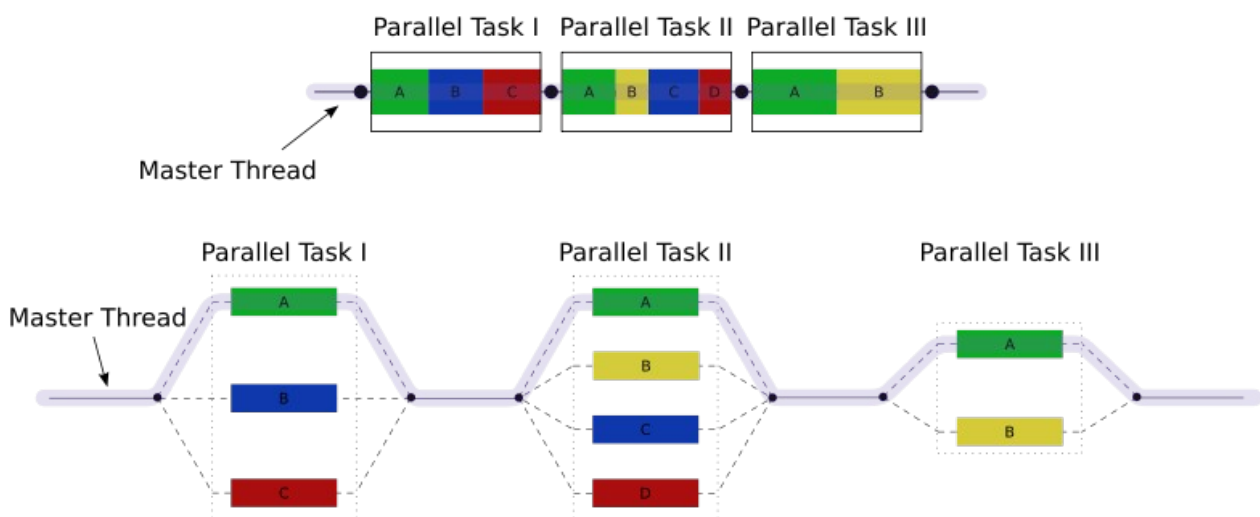 Parallel Task I Parallel Task II Parallel Task III
A B C A B C D A B
Master Thread
Parallel Task I Parallel Task II Parallel Task III
A A
Master Thread
A
B
B
C
B
C D